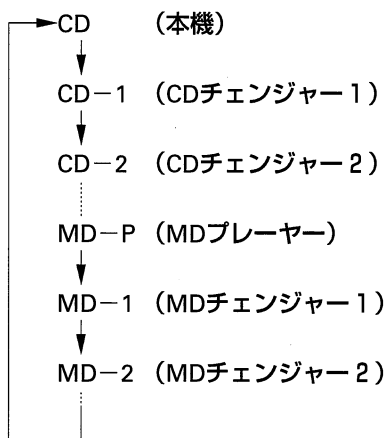 CD （本機）
CD－1 （CDチェンジャー1）
CD－2 （CDチェンジャー2）
MD－P （MDプレーヤー）
MD－1 （MDチェンジャー1）
MD－2 （MDチェンジャー2）